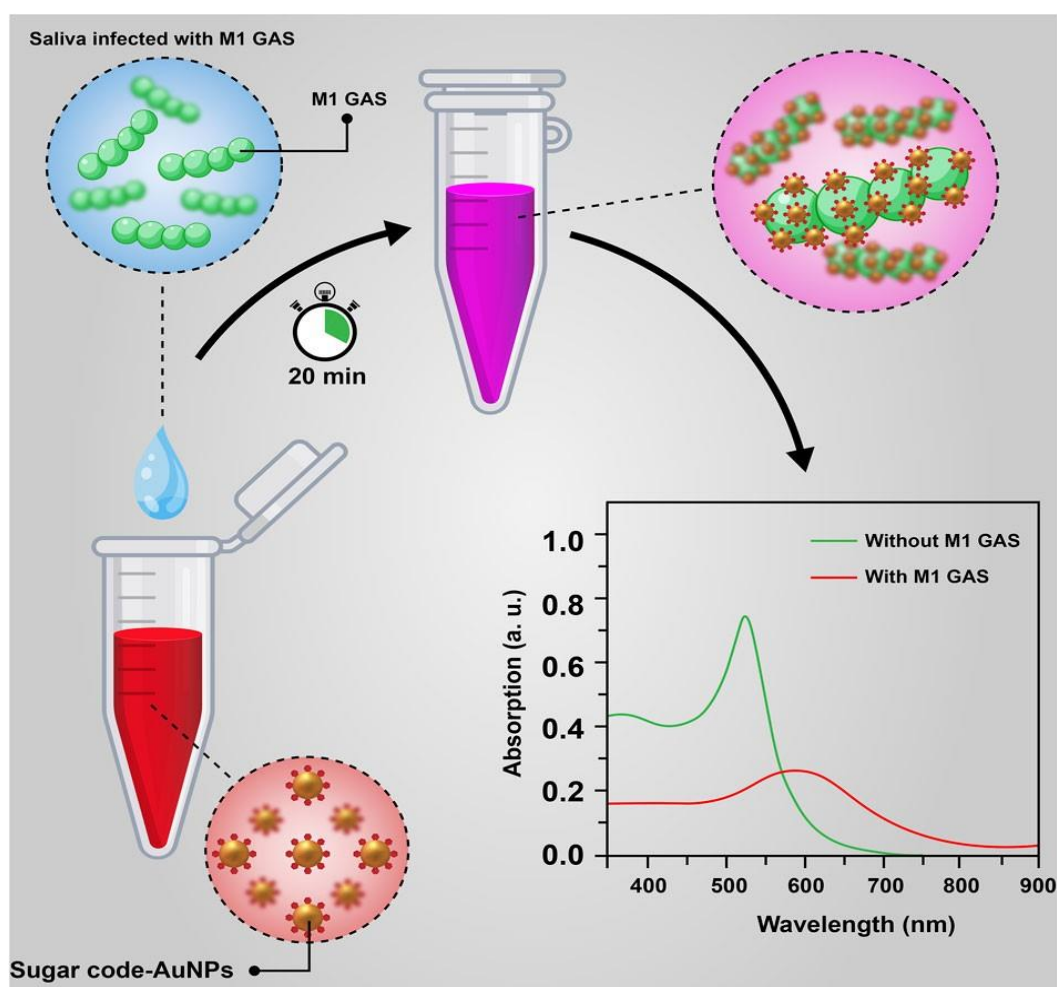 Saliva infected with M1 GAS
M1 GAS
20 min
Sugar code-AuNPs
Absorption (a. u.)
1.0
0.8
0.6
0.4
0.2
0.0
Without M1 GAS
With M1 GAS
400 500 600 700 800 900
Wavelength (nm)